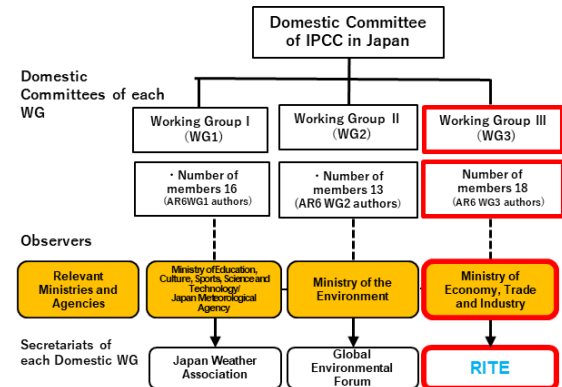 Domestic Committee
of IPCC in Japan
Domestic
Committees of each
WG
Working Group Ⅰ
(WG1)
Working Group Ⅱ
(WG2)
Working Group Ⅲ
(WG3)
・Number of
members 16
(AR6WG1 authors)
・Number of
members 13
(AR6 WG2 authors)
Number of
members 18
(AR6 WG3 authors)
Observers
Relevant
Ministries and
Agencies
Ministry of Education,
Culture, Sports, Science and
Technology/
Japan Meteorological
Agency
Ministry of the
Environment
Ministry of
Economy, Trade
and Industry
Secretariats of
each Domestic WG
Japan Weather
Association
Global
Environmental
Forum
RITE